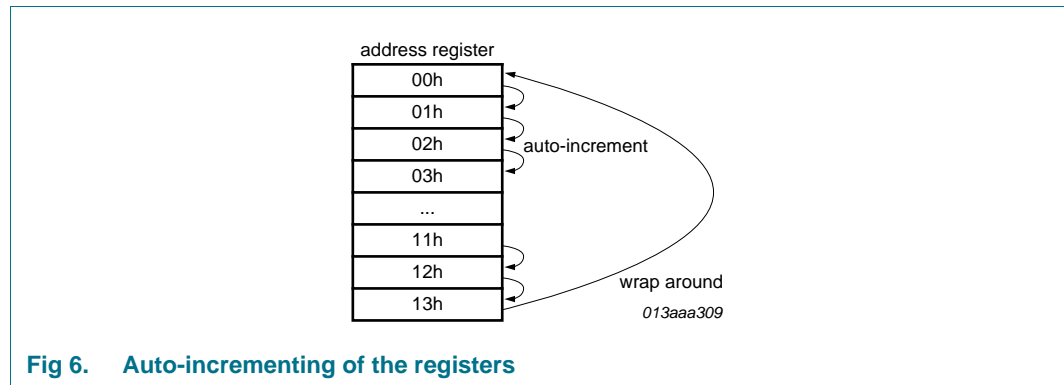 address register
00h
01h
02h
auto-increment
03h
...
11h
12h
wrap around
13h
013aaa309
Fig 6. Auto-incrementing of the registers